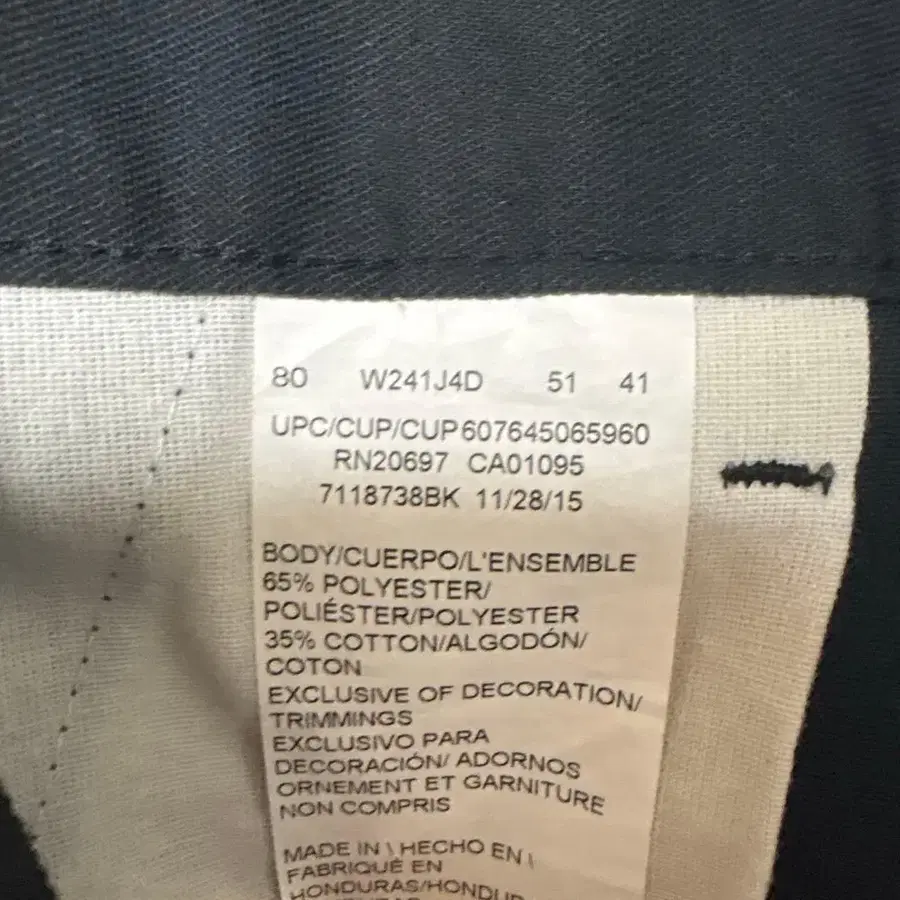 80 W241J4D 51 41
UPC/CUP/CUP607645065960
RN20697 CA01095
7118738BK 11/28/15
BODY/CUERPO/L'ENSEMBLE
65% POLYESTER/
POLIÉSTER/POLYESTER
35% COTTON/ALGODÓN/
COTON
EXCLUSIVE OF DECORATION/
TRIMMINGS
EXCLUSIVO PARA
DECORACIÓN/ ADORNOS
ORNEMENT ET GARNITURE
NON COMPRIS
MADE IN \ HECHO EN \
FABRIQUÉ EN
HONDURAS/